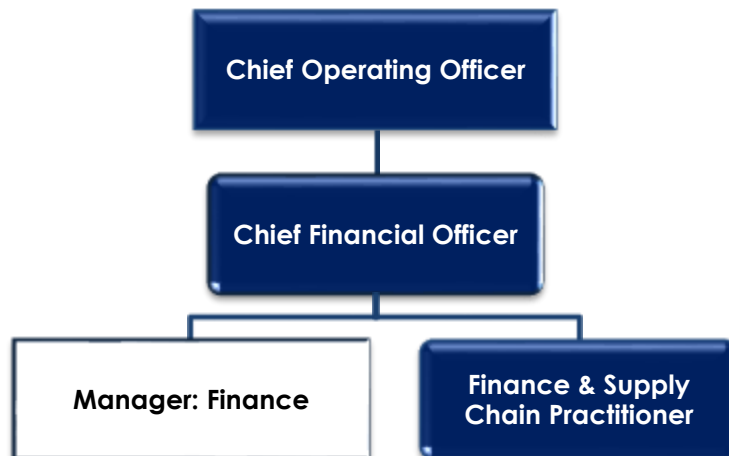 Chief Operating Officer
Chief Financial Officer
Manager: Finance
Finance & Supply
Chain Practitioner